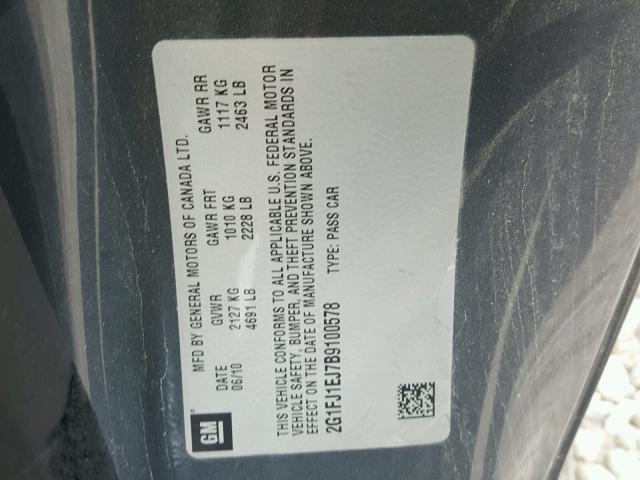 GM
MFD BY GENERAL MOTORS OF CANADA LTD.
DATE GVWR GAWR FRT GAWR RR
06/10 2127 KG 1010 KG 1117 KG
4691 LB 2228 LB 2463 LB
THIS VEHICLE CONFORMS TO ALL APPLICABLE U.S. FEDERAL MOTOR
VEHICLE SAFETY, BUMPER, AND THEFT PREVENTION STANDARDS IN
EFFECT ON THE DATE OF MANUFACTURE SHOWN ABOVE.
2G1FJ1EJ7B9100578 TYPE: PASS CAR